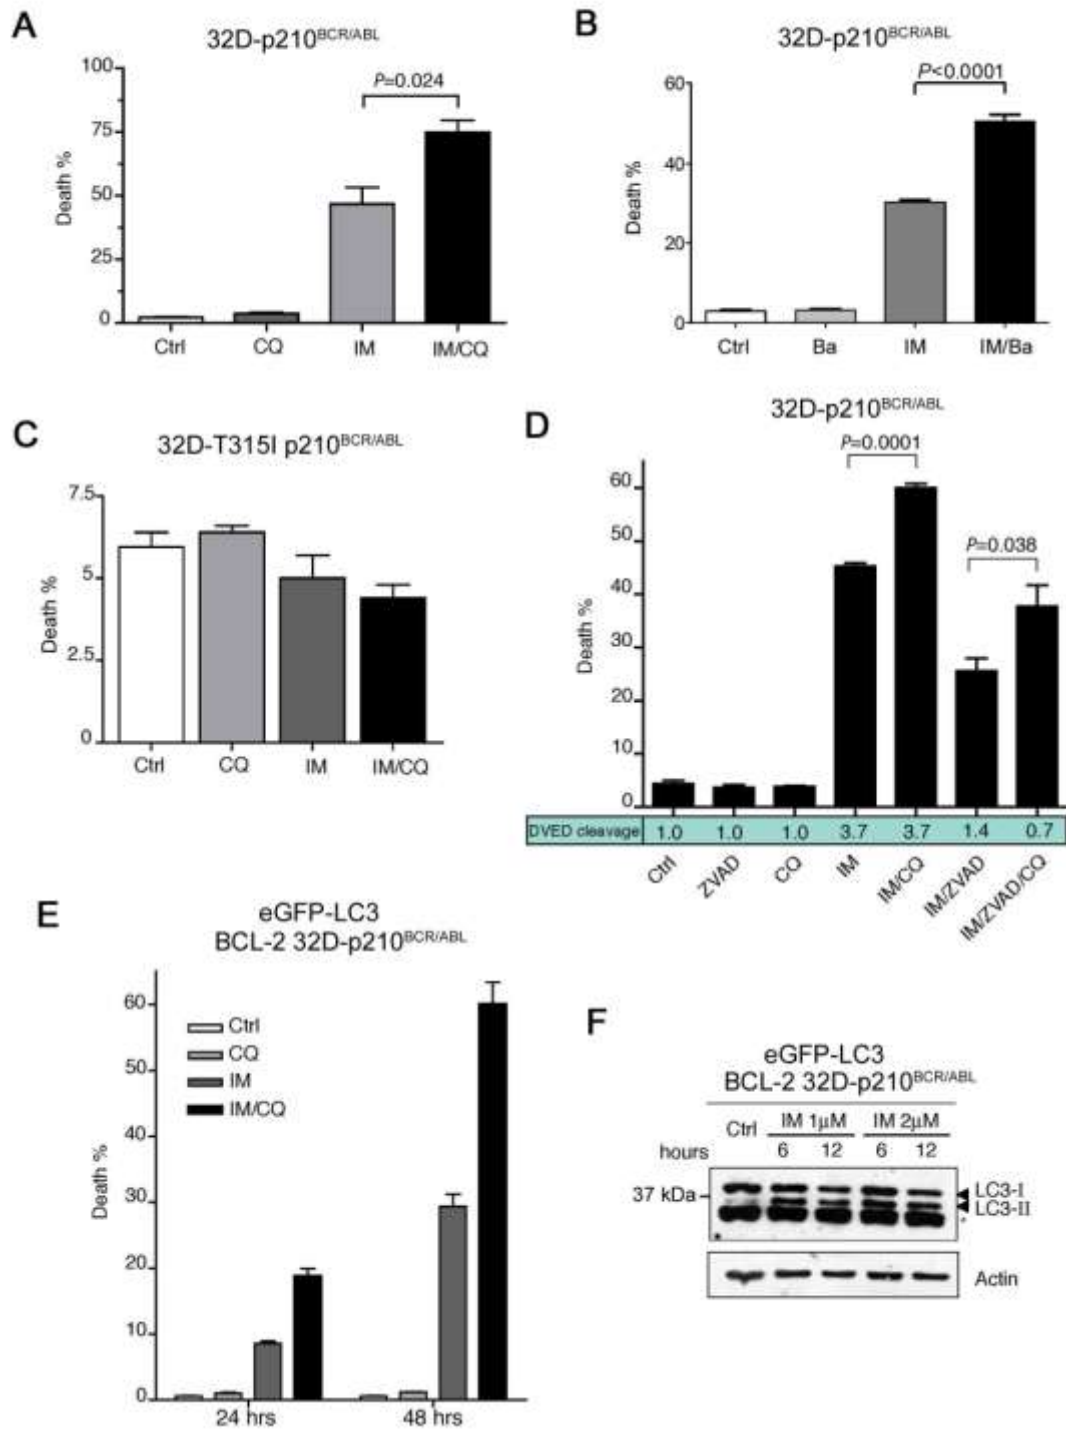 A
32D-p210BCR/ABL
100
75
50
25
0
Death %
P=0.024
Ctrl CQ IM IM/CQ
B
32D-p210BCR/ABL
60
40
20
0
Death %
P<0.0001
Ctrl Ba IM IM/Ba
C
32D-T315I p210BCR/ABL
7.5
5
2.5
0
Death %
Ctrl CQ IM IM/CQ
D
32D-p210BCR/ABL
60
50
40
30
20
10
0
Death %
P=0.0001
P=0.038
DVED cleavage 1.0 1.0 1.0 3.7 3.7 1.4 0.7
Ctrl ZVAD CQ IM IM/CQ IM/ZVAD IM/ZVAD/CQ
E
eGFP-LC3
BCL-2 32D-p210BCR/ABL
60
50
40
30
20
10
0
Death %
Ctrl
CQ
IM
IM/CQ
24 hrs 48 hrs
F
eGFP-LC3
BCL-2 32D-p210BCR/ABL
Ctrl IM 1µM IM 2µM
hours 6 12 6 12
37 kDa
LC3-I
LC3-II
*
Actin